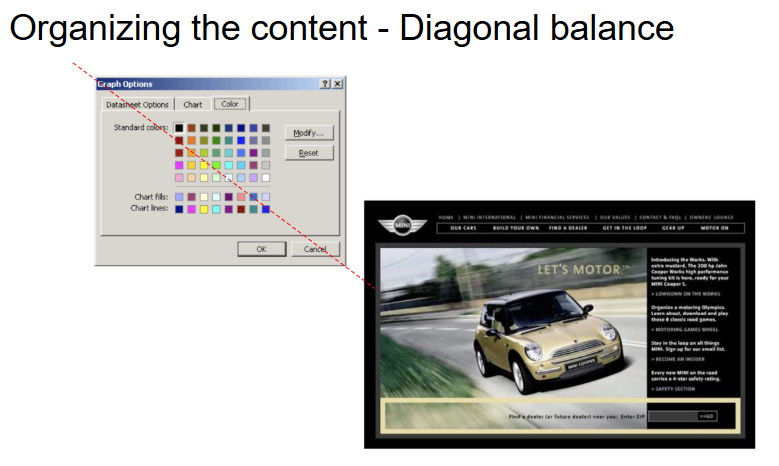 Organizing the content - Diagonal balance
Graph Options
Datasheet Options Chart Color
Standard colors:
Modify...
Reset
Chart fills:
Chart lines:
OK Cancel
MINI
HOME | MINI INTERNATIONAL | MINI FINANCIAL SERVICES | OUR VALUES | CONTACT & FAQs | OWNERS' LOUNGE
OUR CARS BUILD YOUR OWN FIND A DEALER GET IN THE LOOP GEAR UP MOTOR ON
LET'S MOTOR.™
MINI COOPER
Introducing the Works. With
extra mustard. The 200 hp John
Cooper Works high performance
tuning kit is here, ready for your
MINI Cooper S.
> LOWDOWN ON THE WORKS
Organize a motoring Olympics.
Learn about, download and play
these 8 classic road games.
> MOTORING GAMES WHEEL
Stay in the loop on all things
MINI. Sign up for our email list.
> BECOME AN INSIDER
Every new MINI on the road
carries a 4-star safety rating.
> SAFETY SECTION
Find a dealer (or future dealer) near you. Enter ZIP >>GO